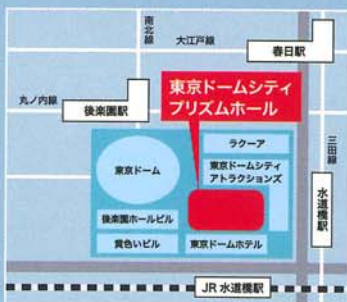 南北線
大江戸線
春日駅
丸ノ内線
後楽園駅
東京ドームシティ
プリズムホール
三田線
ラクーア
東京ドーム
東京ドームシティ
アトラクションズ
水道橋駅
後楽園ホールビル
黄色いビル
東京ドームホテル
JR 水道橋駅